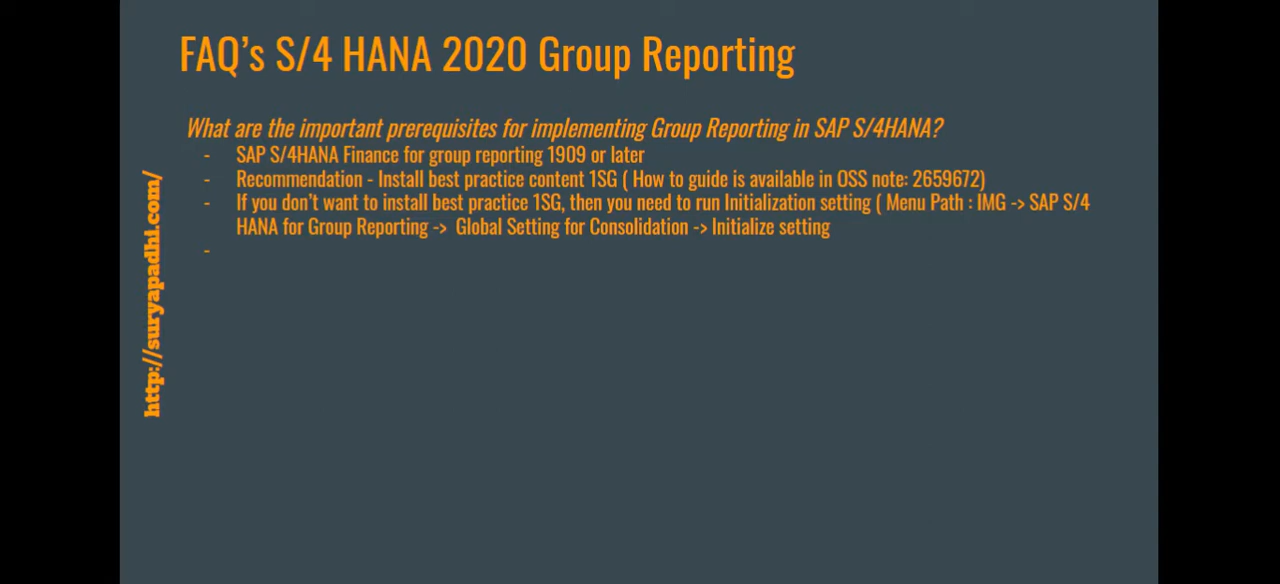 FAQ's S/4 HANA 2020 Group Reporting
What are the important prerequisites for implementing Group Reporting in SAP S/4HANA?
- SAP S/4HANA Finance for group reporting 1909 or later
- Recommendation - Install best practice content 1SG ( How to guide is available in OSS note: 2659672)
- If you don't want to install best practice 1SG, then you need to run Initialization setting ( Menu Path : IMG -> SAP S/4
HANA for Group Reporting -> Global Setting for Consolidation -> Initialize setting
-
http://suryapadhi.com/